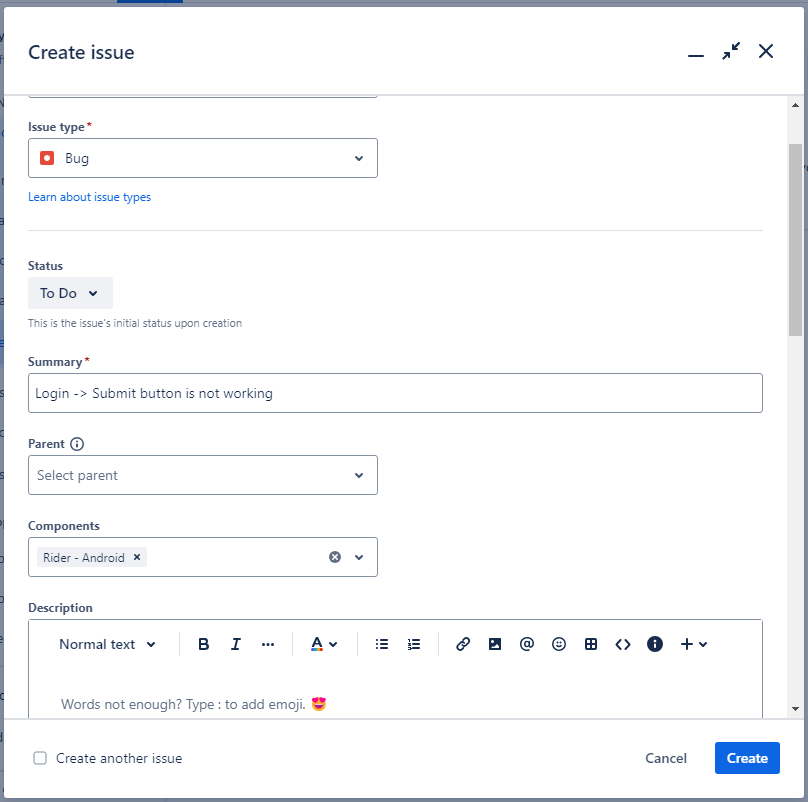 Create issue
Issue type*
Bug
Learn about issue types
Status
To Do
This is the issue's initial status upon creation
Summary*
Login -> Submit button is not working
Parent
Select parent
Components
Rider - Android
Description
Normal text B I ... A @
Words not enough? Type : to add emoji. 😍
Create another issue
Cancel
Create